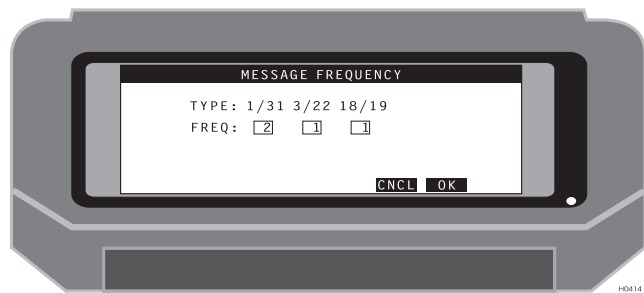 MESSAGE FREQUENCY
TYPE: 1/31 3/22 18/19
FREQ: 2 1 1
CNCL OK
H0414